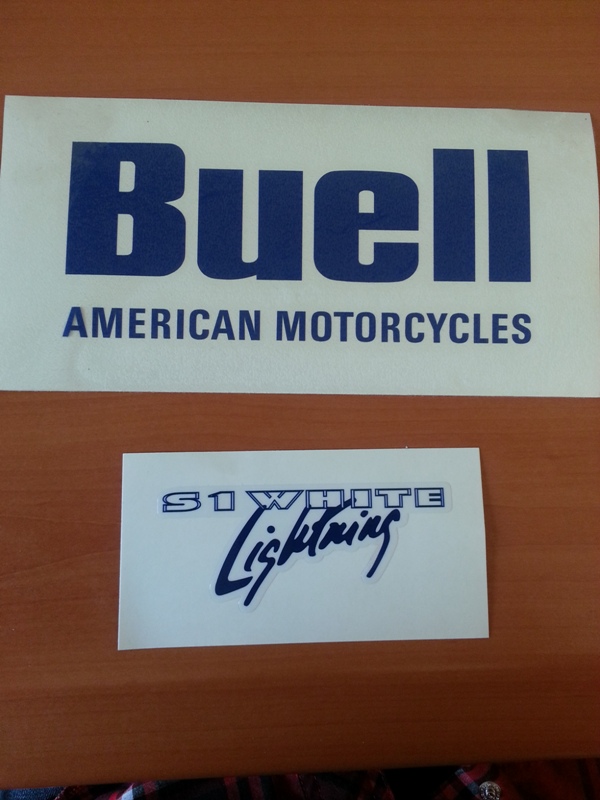 Buell
AMERICAN MOTORCYCLES
S1 WHITE
Lightning